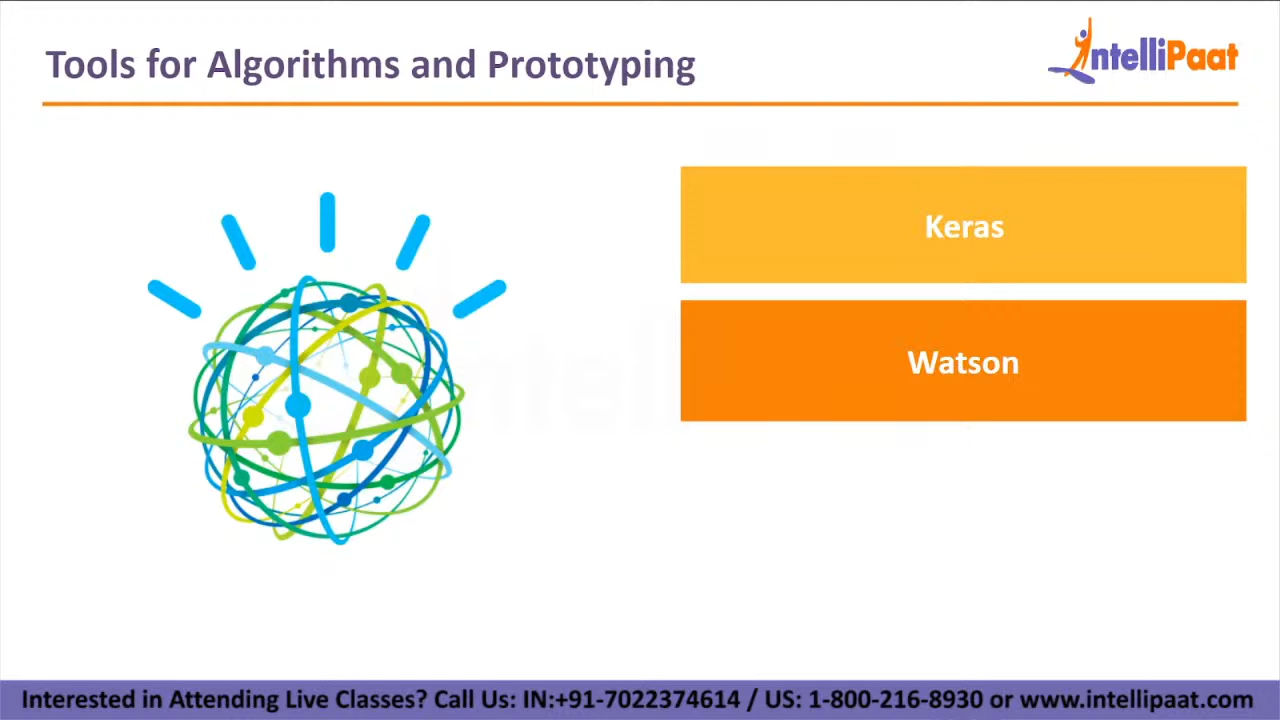 Tools for Algorithms and Prototyping
IntelliPaat
Keras
Watson
Interested in Attending Live Classes? Call Us: IN:+91-7022374614 / US: 1-800-216-8930 or www.intellipaat.com